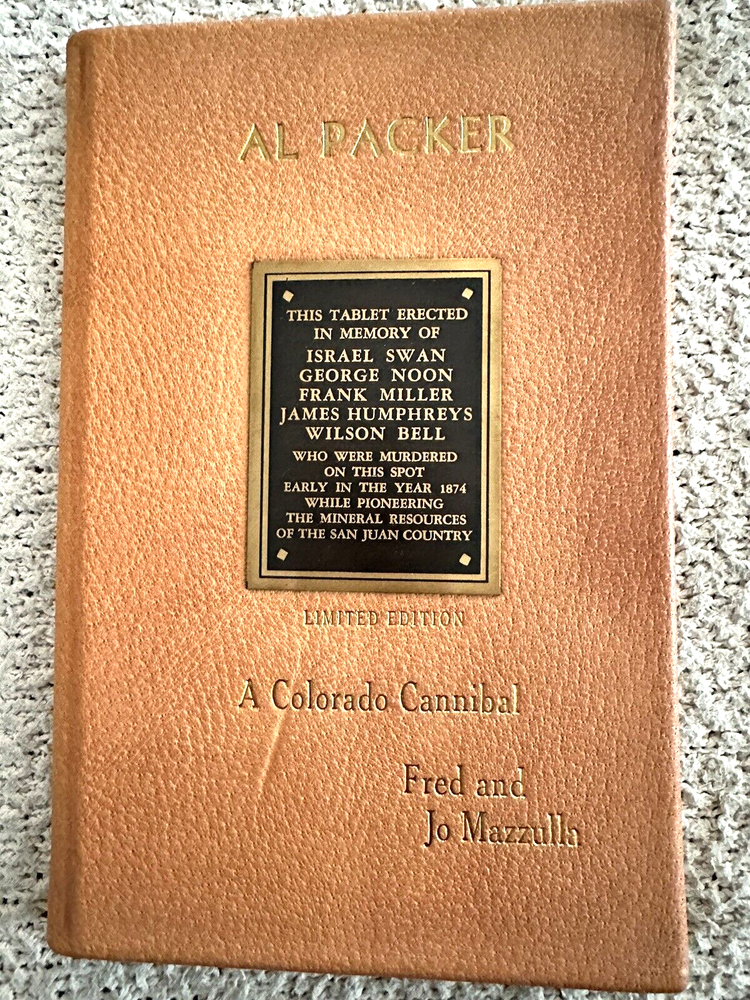 AL PACKER
THIS TABLET ERECTED
IN MEMORY OF
ISRAEL SWAN
GEORGE NOON
FRANK MILLER
JAMES HUMPHREYS
WILSON BELL
WHO WERE MURDERED
ON THIS SPOT
EARLY IN THE YEAR 1874
WHILE PIONEERING
THE MINERAL RESOURCES
OF THE SAN JUAN COUNTRY
LIMITED EDITION
A Colorado Cannibal
Fred and
Jo Mazzulla